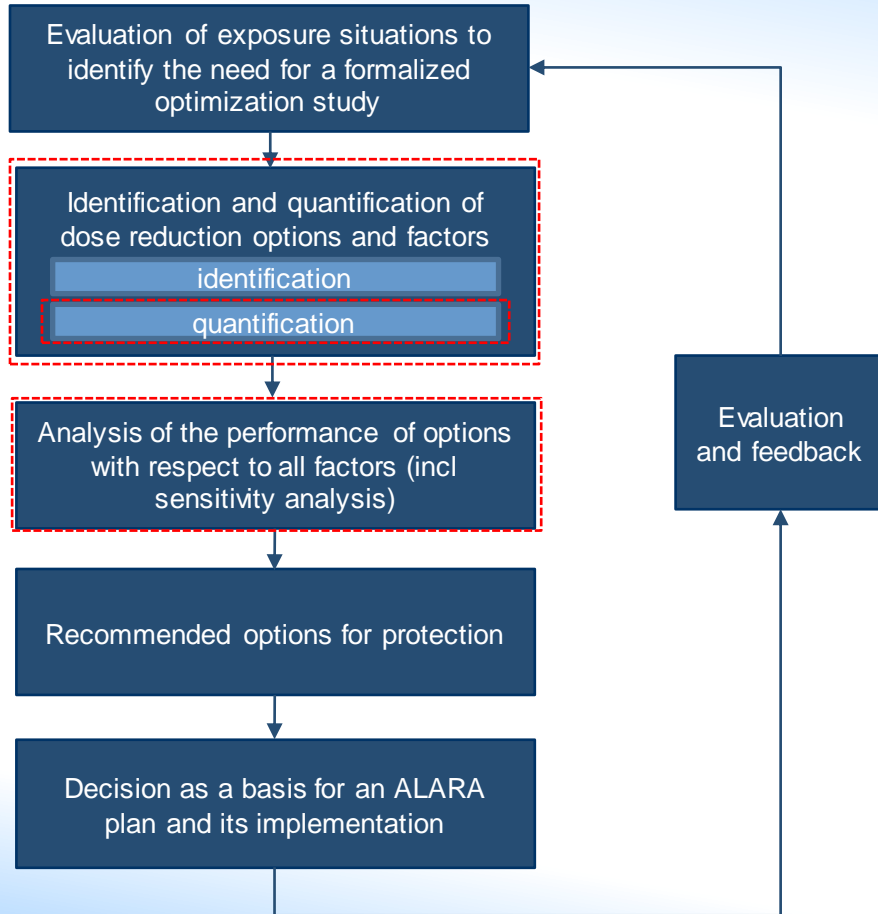 Evaluation of exposure situations to
identify the need for a formalized
optimization study
Identification and quantification of
dose reduction options and factors
identification
quantification
Analysis of the performance of options
with respect to all factors (incl
sensitivity analysis)
Recommended options for protection
Decision as a basis for an ALARA
plan and its implementation
Evaluation
and feedback